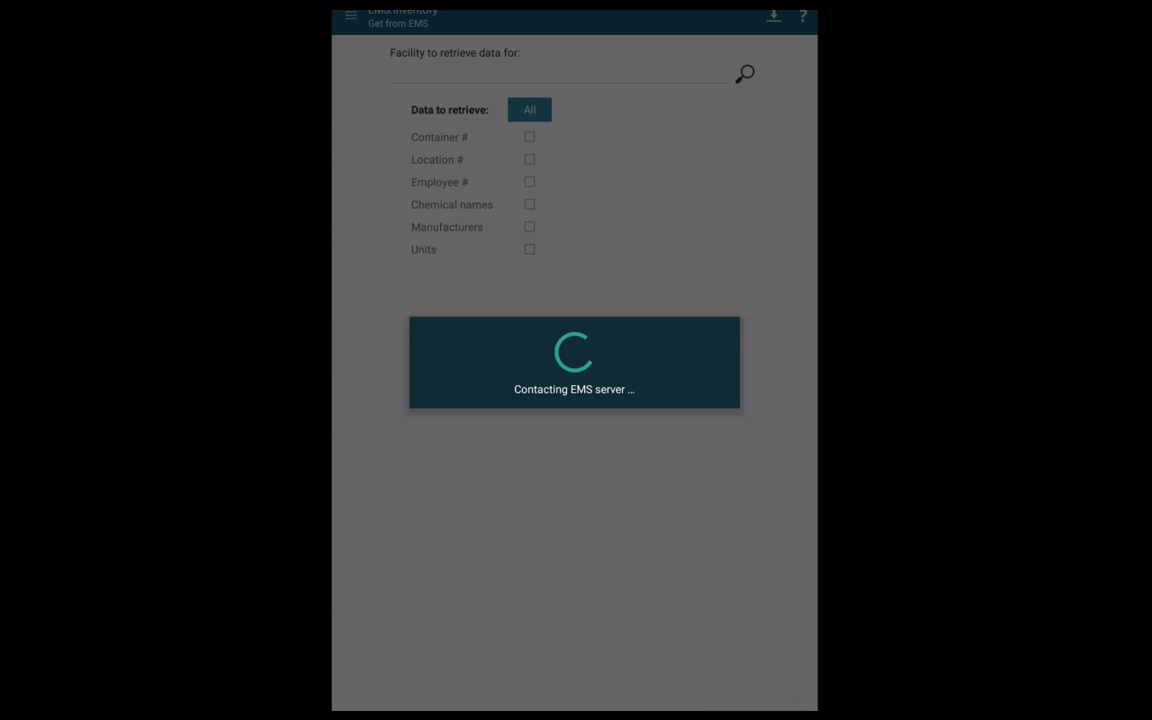 EMS.Inventory
Get from EMS
?
Facility to retrieve data for:
Data to retrieve: All
Container #
Location #
Employee #
Chemical names
Manufacturers
Units
Contacting EMS server ...